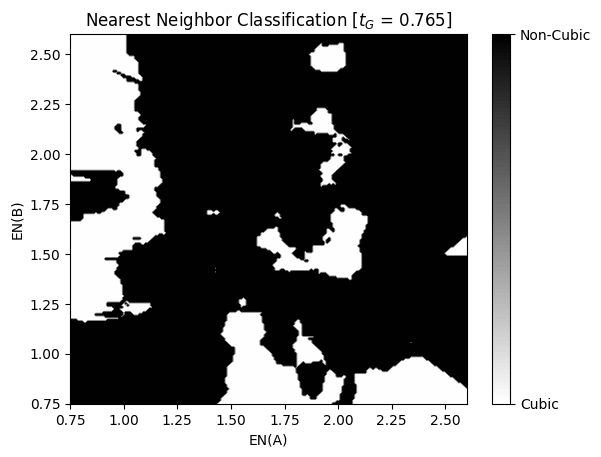 Nearest Neighbor Classification [t_G = 0.765]
Non-Cubic
2.50
2.25
2.00
1.75
1.50
1.25
1.00
0.75
EN(B)
0.75 1.00 1.25 1.50 1.75 2.00 2.25 2.50
EN(A)
Cubic